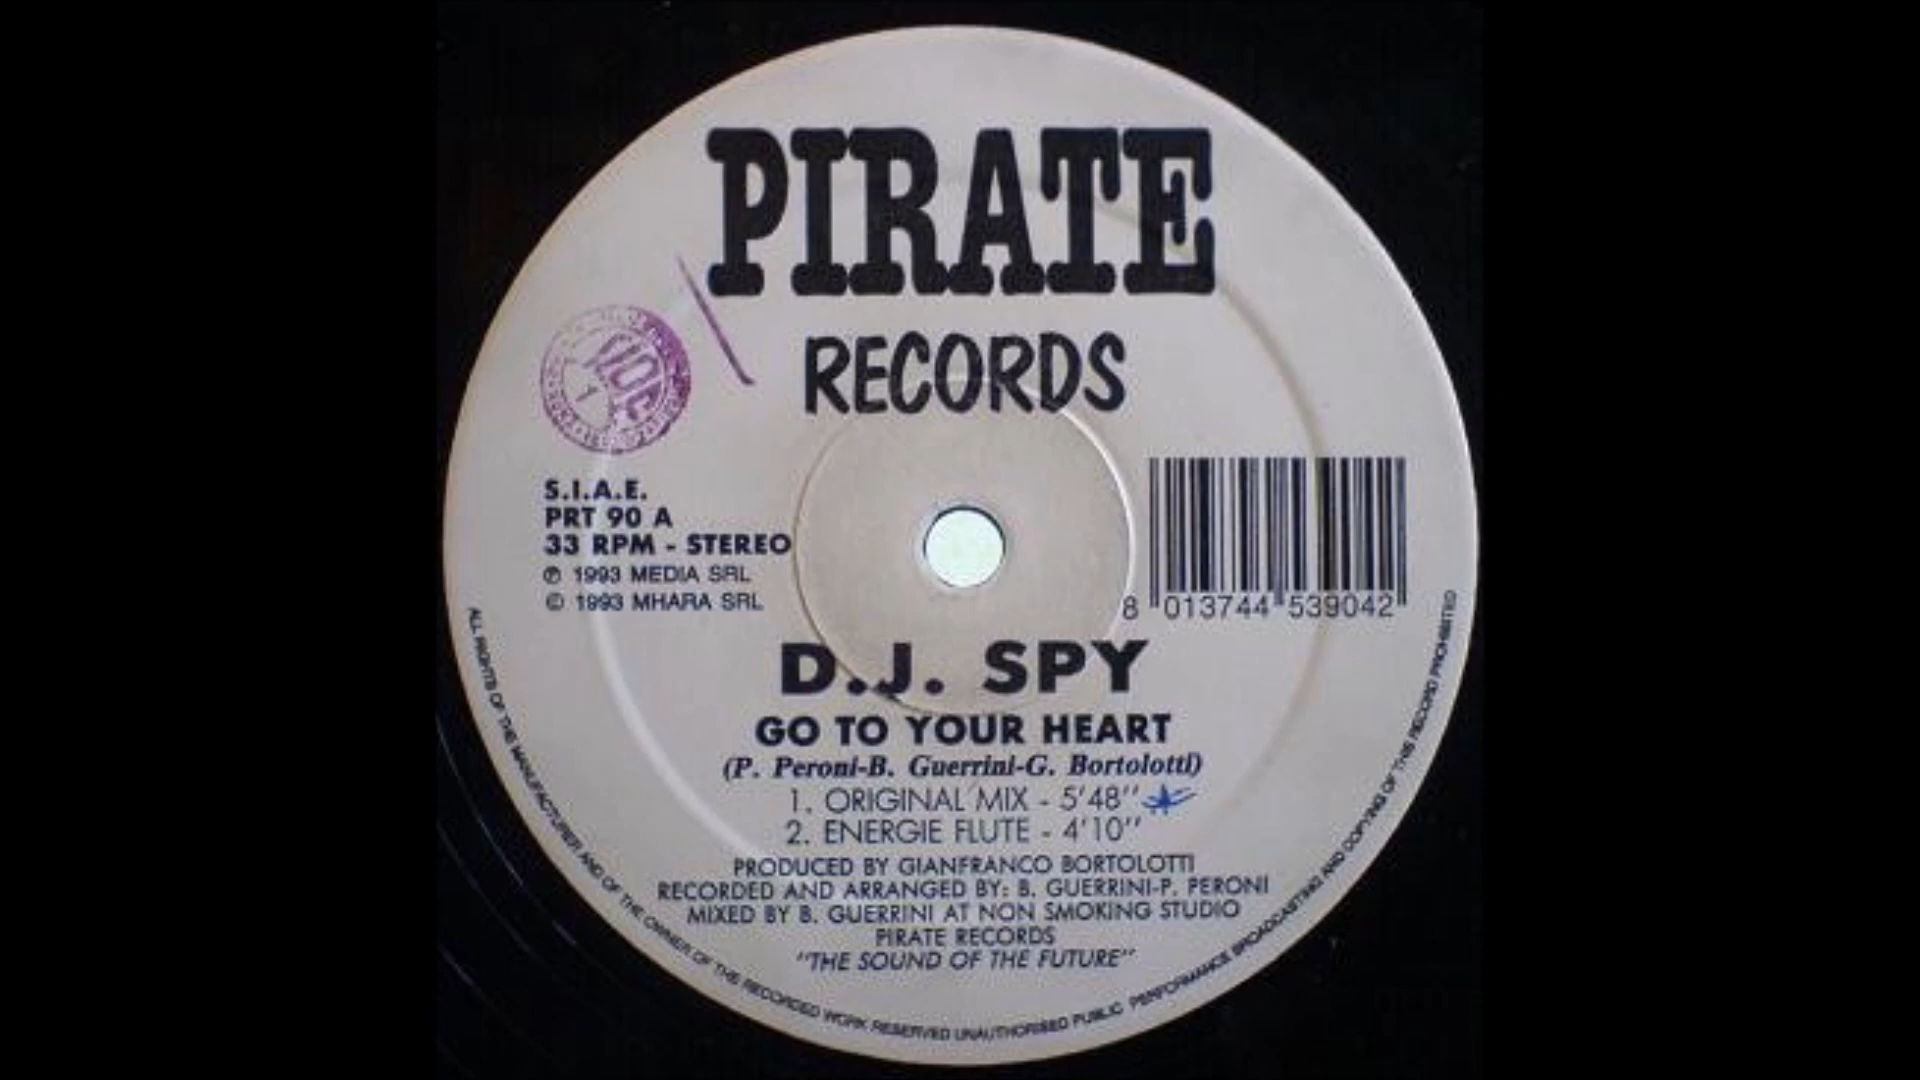 PIRATE
RECORDS
S.I.A.E.
PRT 90 A
33 RPM - STEREO
℗ 1993 MEDIA SRL
© 1993 MHARA SRL
8 013744 539042
D.J. SPY
GO TO YOUR HEART
(P. Peroni-B. Guerrini-G. Bortolotti)
1. ORIGINAL MIX - 5'48''
2. ENERGIE FLUTE - 4'10''
PRODUCED BY GIANFRANCO BORTOLOTTI
RECORDED AND ARRANGED BY: B. GUERRINI-P. PERONI
MIXED BY B. GUERRINI AT NON SMOKING STUDIO
PIRATE RECORDS
"THE SOUND OF THE FUTURE"
ALL RIGHTS OF THE MANUFACTURER AND OF THE OWNER OF THE RECORDED WORK RESERVED UNAUTHORISED PUBLIC PERFORMANCE BROADCASTING AND COPYING OF THIS RECORD PROHIBITED